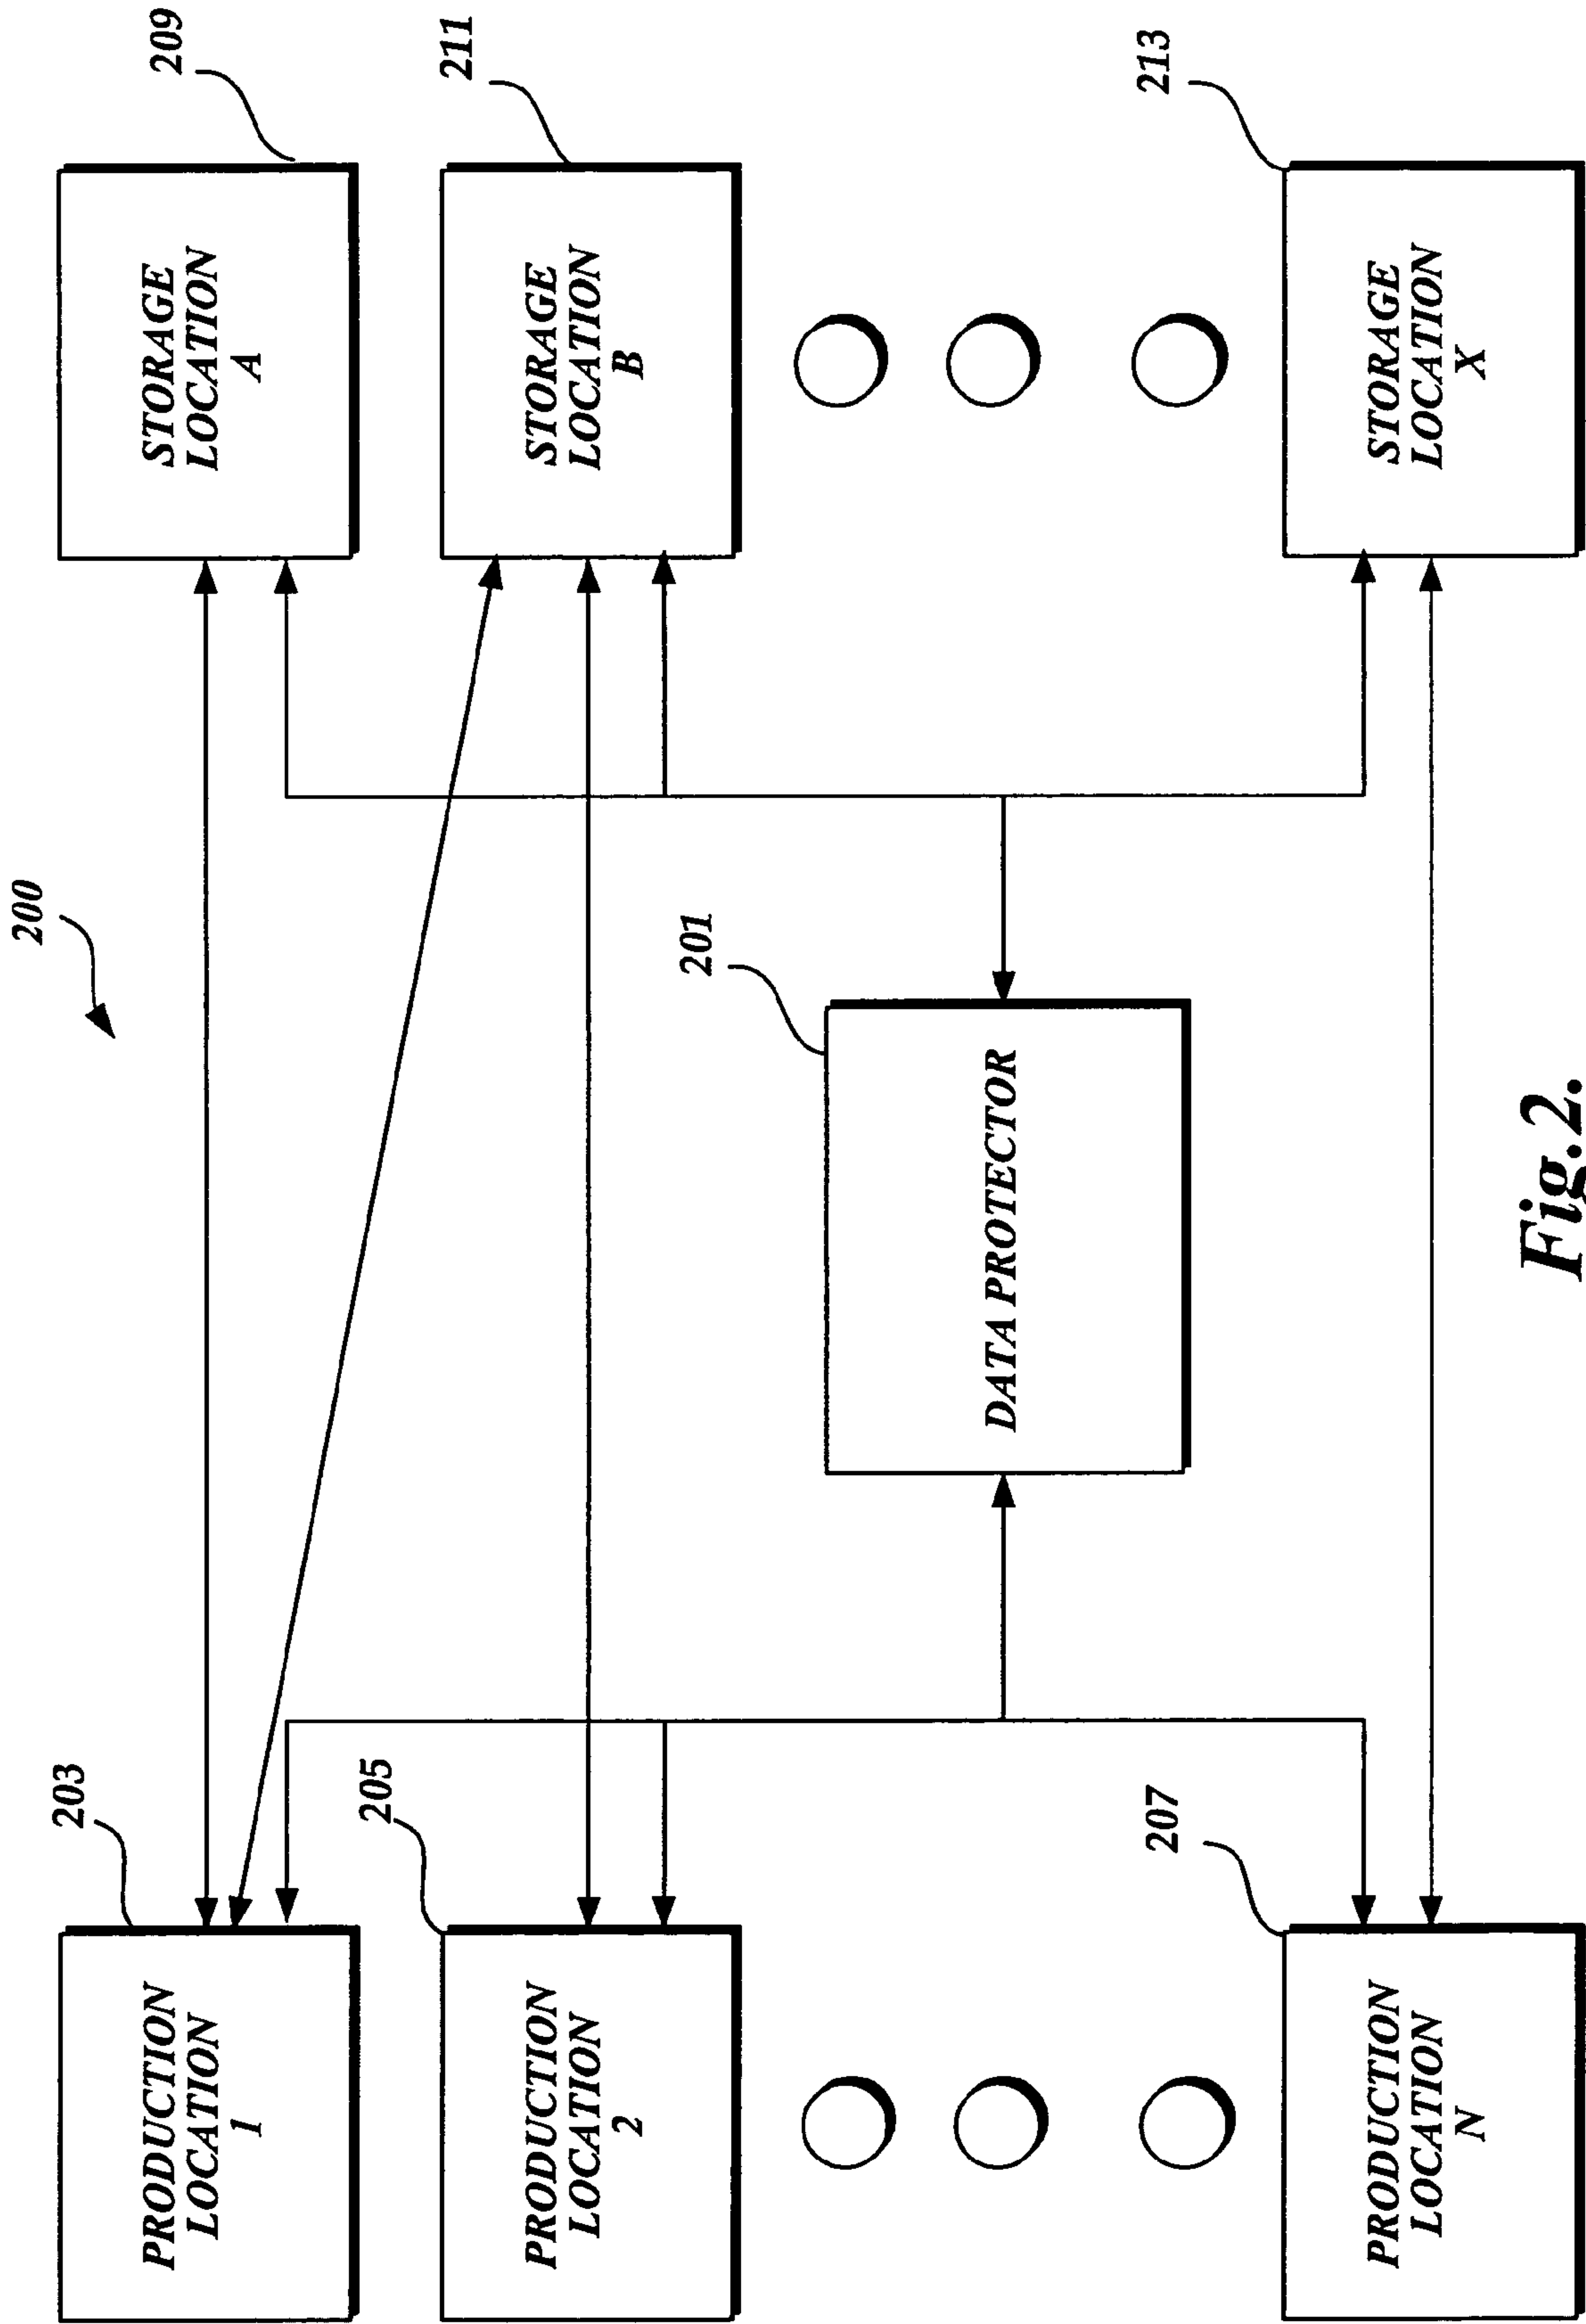 200
203
PRODUCTION
LOCATION
1
209
STORAGE
LOCATION
A
205
PRODUCTION
LOCATION
2
211
STORAGE
LOCATION
B
201
DATA PROTECTOR
207
PRODUCTION
LOCATION
N
213
STORAGE
LOCATION
X
Fig.2.